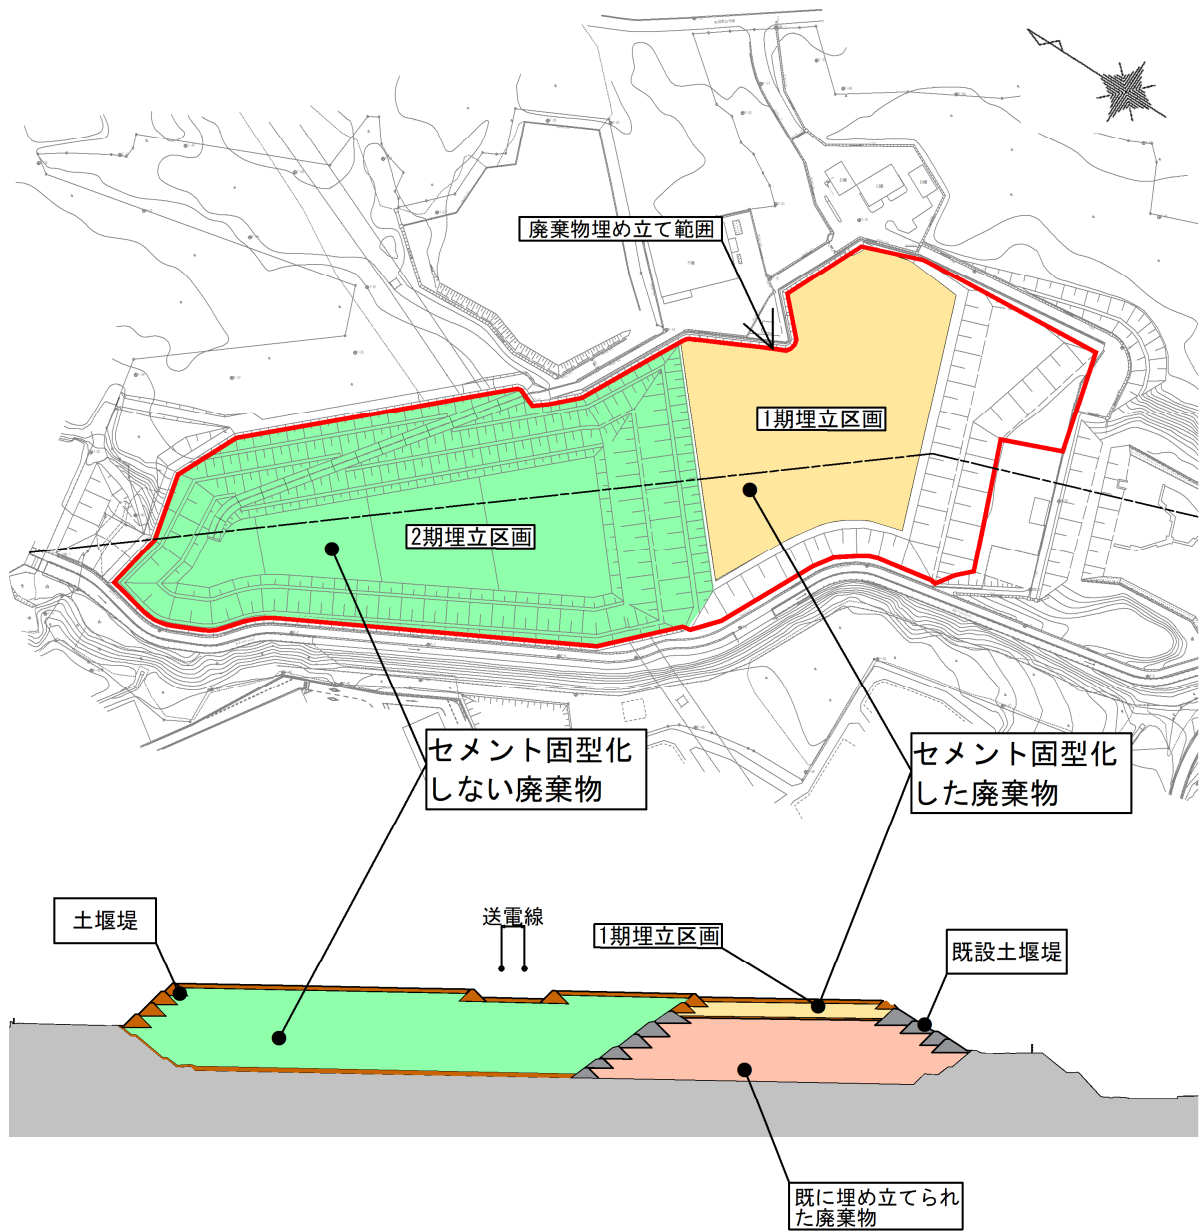 廃棄物埋め立て範囲
1期埋立区画
2期埋立区画
セメント固型化
しない廃棄物
セメント固型化
した廃棄物
土堰堤
送電線
1期埋立区画
既設土堰堤
既に埋め立てられ
た廃棄物